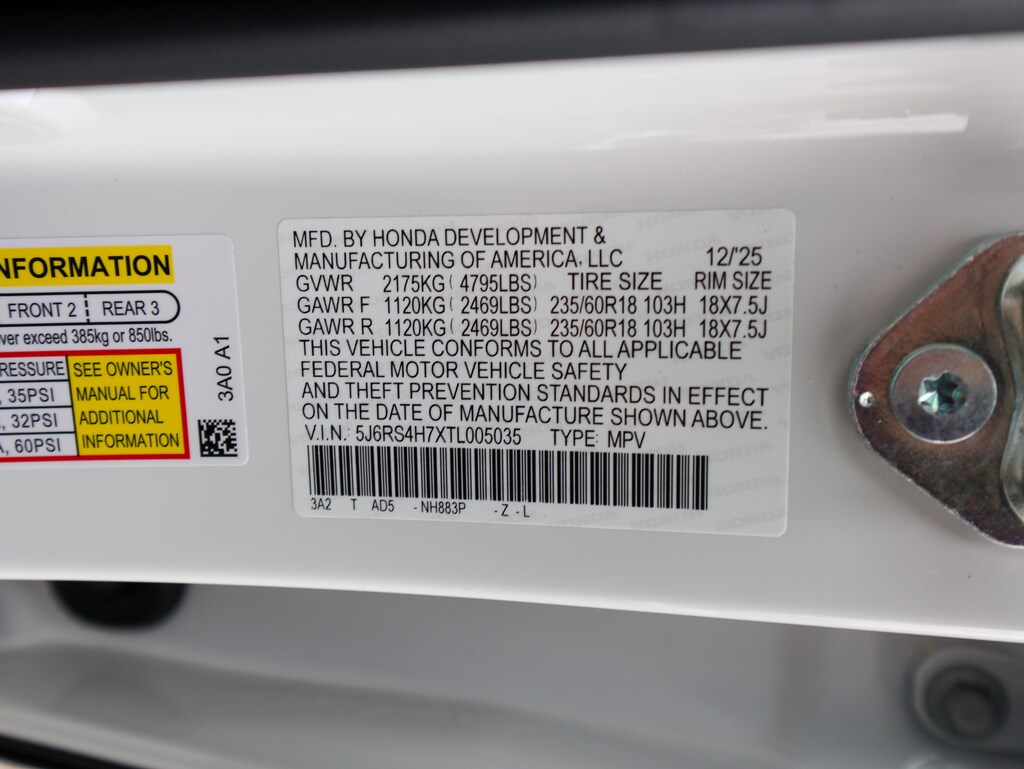 NFORMATION
FRONT 2 REAR 3
ver exceed 385kg or 850lbs.
RESSURE SEE OWNER'S
, 35PSI MANUAL FOR
, 32PSI ADDITIONAL
A, 60PSI INFORMATION
3A0 A1
MFD. BY HONDA DEVELOPMENT &
MANUFACTURING OF AMERICA, LLC 12/'25
GVWR 2175KG ( 4795LBS) TIRE SIZE RIM SIZE
GAWR F 1120KG ( 2469LBS) 235/60R18 103H 18X7.5J
GAWR R 1120KG ( 2469LBS) 235/60R18 103H 18X7.5J
THIS VEHICLE CONFORMS TO ALL APPLICABLE
FEDERAL MOTOR VEHICLE SAFETY
AND THEFT PREVENTION STANDARDS IN EFFECT
ON THE DATE OF MANUFACTURE SHOWN ABOVE.
V.I.N.: 5J6RS4H7XTL005035 TYPE: MPV
3A2 T AD5 -NH883P -Z-L